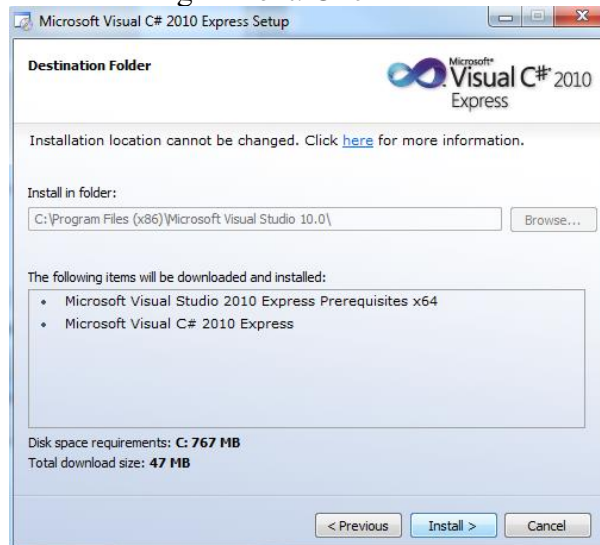 Microsoft Visual C# 2010 Express Setup
Destination Folder
Microsoft®
Visual C#® 2010
Express
Installation location cannot be changed. Click here for more information.
Install in folder:
C:\Program Files (x86)\Microsoft Visual Studio 10.0\
Browse...
The following items will be downloaded and installed:
• Microsoft Visual Studio 2010 Express Prerequisites x64
• Microsoft Visual C# 2010 Express
Disk space requirements: C: 767 MB
Total download size: 47 MB
< Previous Install > Cancel